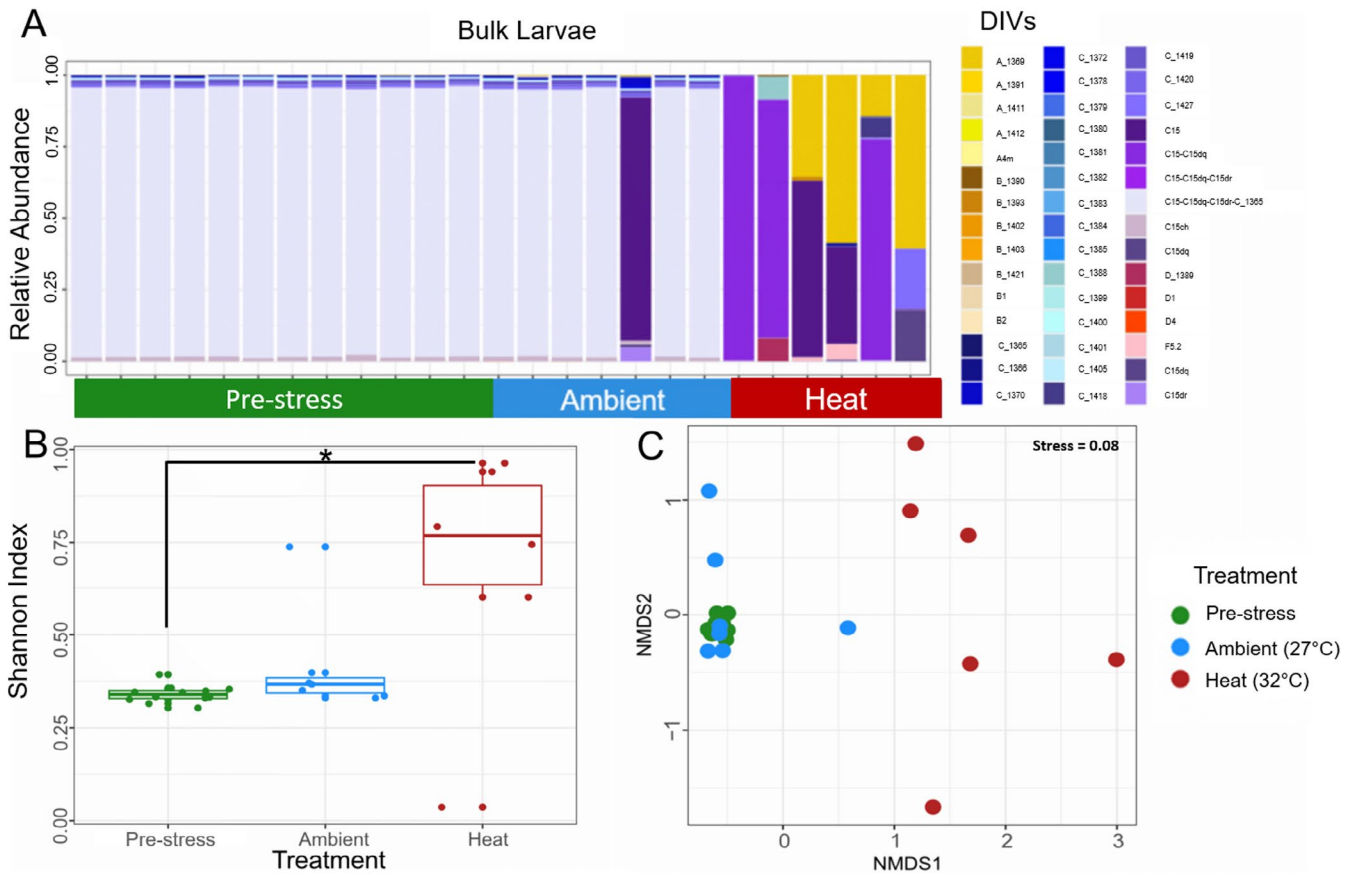 A
Bulk Larvae
DIVs
Relative Abundance
1.00
0.75
0.50
0.25
0.00
Pre-stress
Ambient
Heat
A_1369
A_1391
A_1411
A_1412
A4m
B_1390
B_1393
B_1402
B_1403
B_1421
B1
B2
C_1365
C_1366
C_1370
C_1372
C_1378
C_1379
C_1380
C_1381
C_1382
C_1383
C_1384
C_1385
C_1388
C_1399
C_1400
C_1401
C_1405
C_1418
C_1419
C_1420
C_1427
C15
C15-C15dq
C15-C15dq-C15dr
C15-C15dq-C15dr-C_1365
C15eh
C15dq
D_1389
D1
D4
F5.2
C15dq
C15dr
B
Shannon Index
1.00
0.75
0.50
0.25
0.00
*
Pre-stress
Ambient
Heat
Treatment
C
Stress = 0.08
NMDS2
1
0
−1
0
1
2
3
NMDS1
Treatment
Pre-stress
Ambient (27°C)
Heat (32°C)